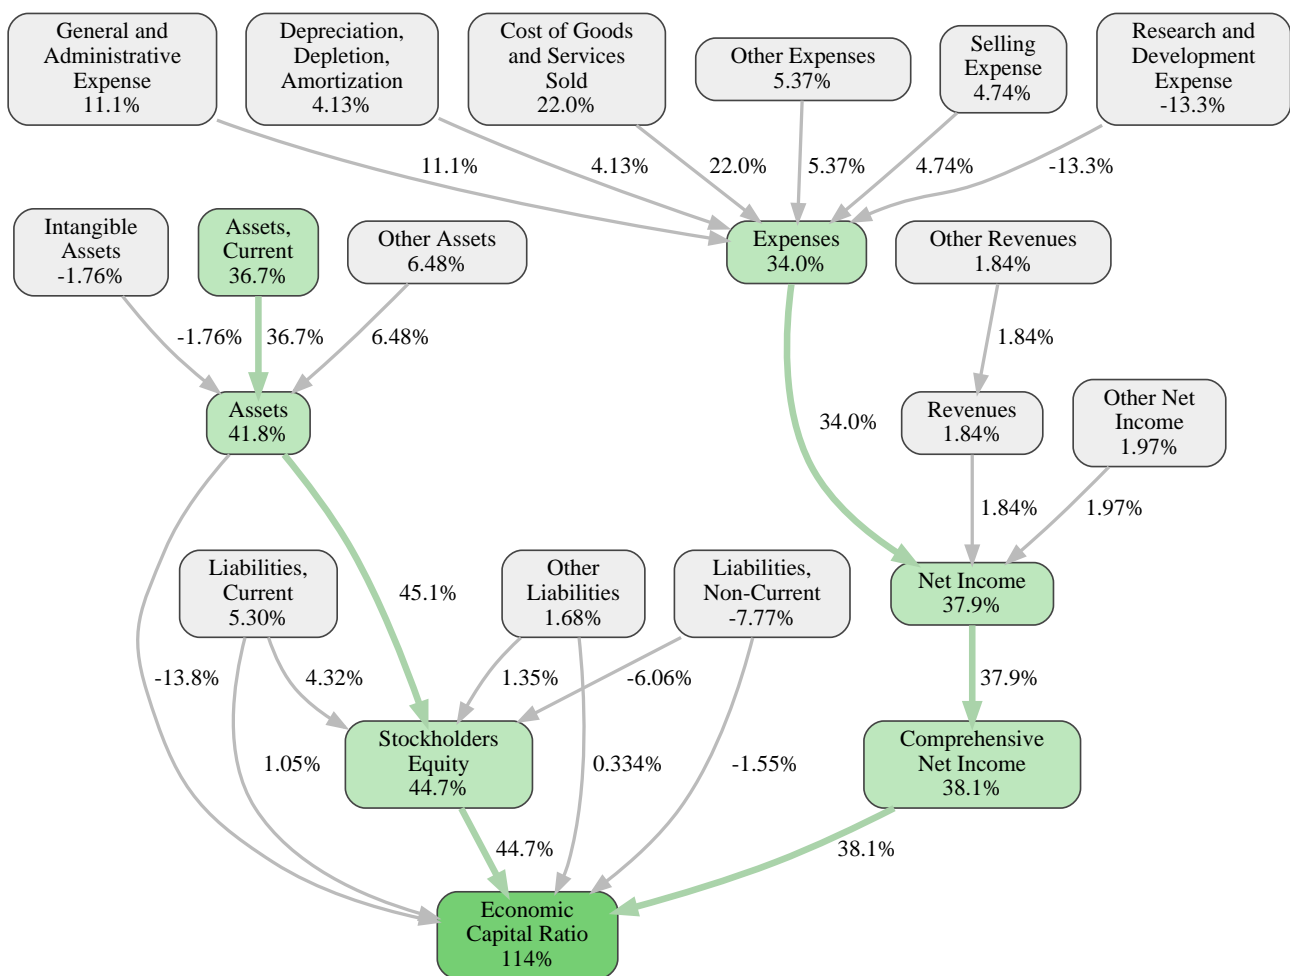 General and
Administrative
Expense
11.1%
Depreciation,
Depletion,
Amortization
4.13%
Cost of Goods
and Services
Sold
22.0%
Other Expenses
5.37%
Selling
Expense
4.74%
Research and
Development
Expense
-13.3%
11.1%
4.13%
22.0%
5.37%
4.74%
-13.3%
Intangible
Assets
-1.76%
Assets,
Current
36.7%
Other Assets
6.48%
Expenses
34.0%
Other Revenues
1.84%
-1.76%
36.7%
6.48%
1.84%
Assets
41.8%
34.0%
Revenues
1.84%
Other Net
Income
1.97%
1.84%
1.97%
Liabilities,
Current
5.30%
45.1%
Other
Liabilities
1.68%
Liabilities,
Non-Current
-7.77%
Net Income
37.9%
-13.8%
4.32%
1.35%
-6.06%
37.9%
1.05%
Stockholders
Equity
44.7%
0.334%
-1.55%
Comprehensive
Net Income
38.1%
44.7%
38.1%
Economic
Capital Ratio
114%